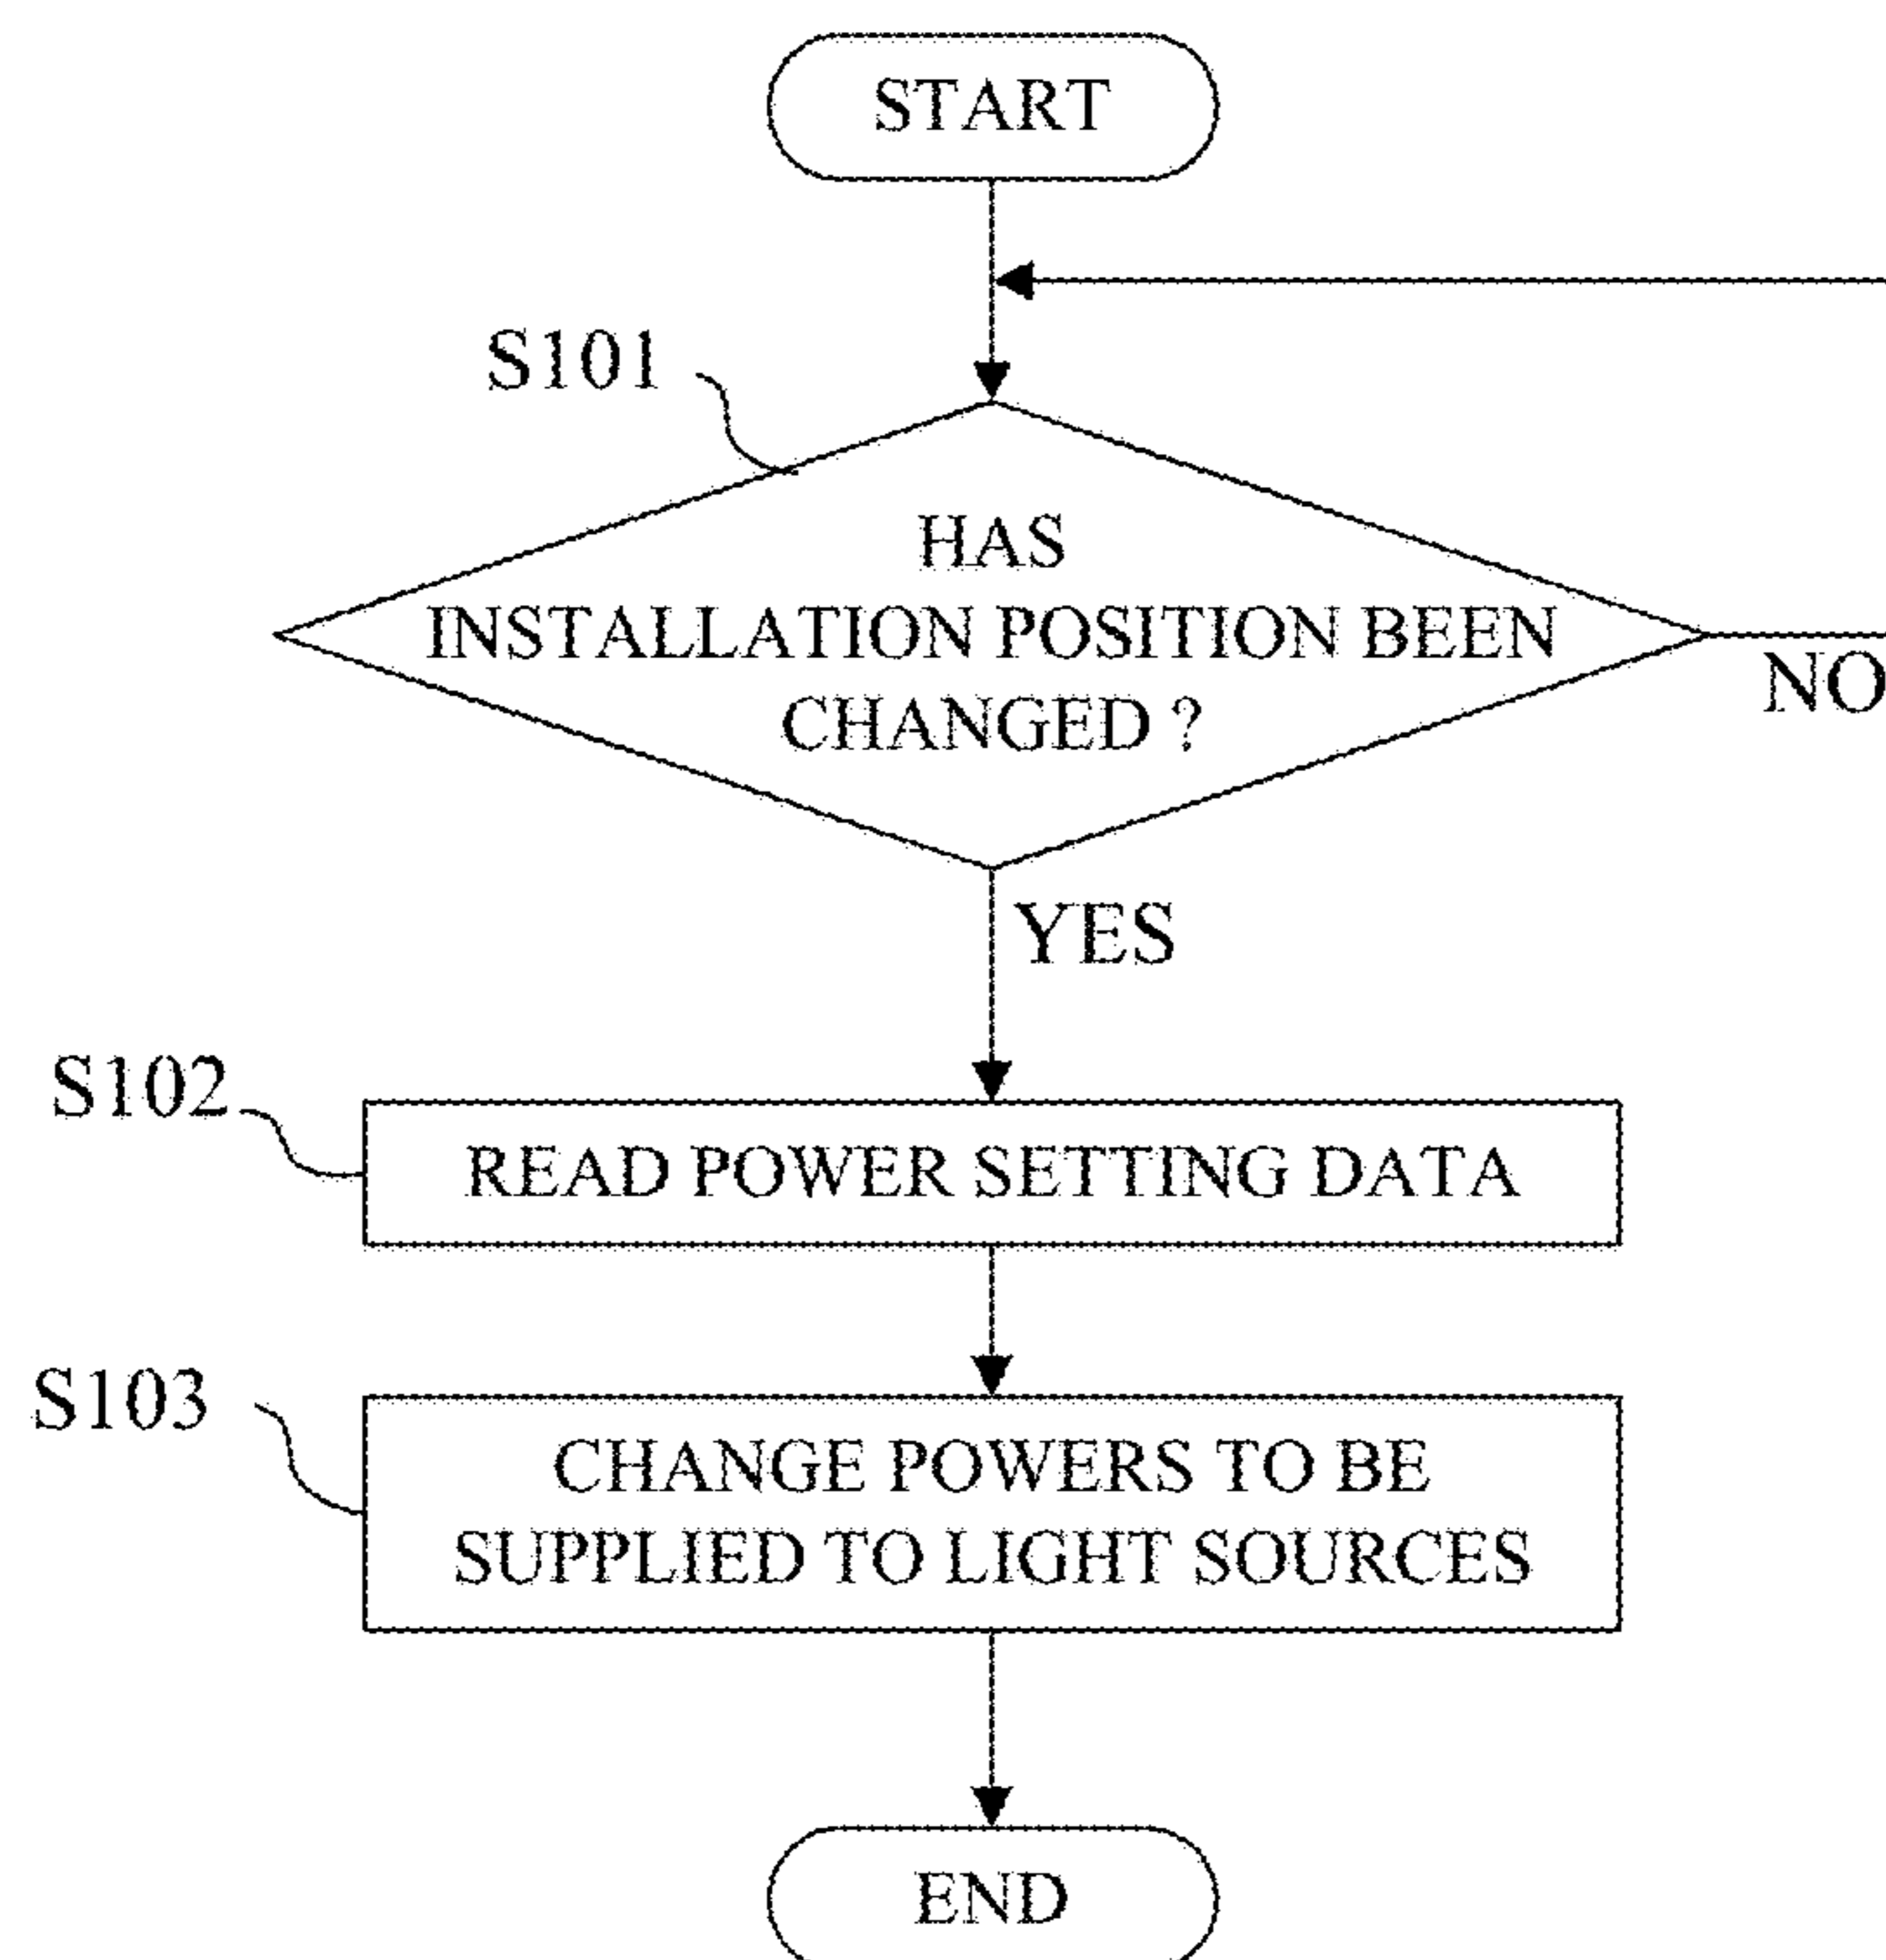 START
S101
HAS
INSTALLATION POSITION BEEN
CHANGED ?
NO
YES
S102
READ POWER SETTING DATA
S103
CHANGE POWERS TO BE
SUPPLIED TO LIGHT SOURCES
END